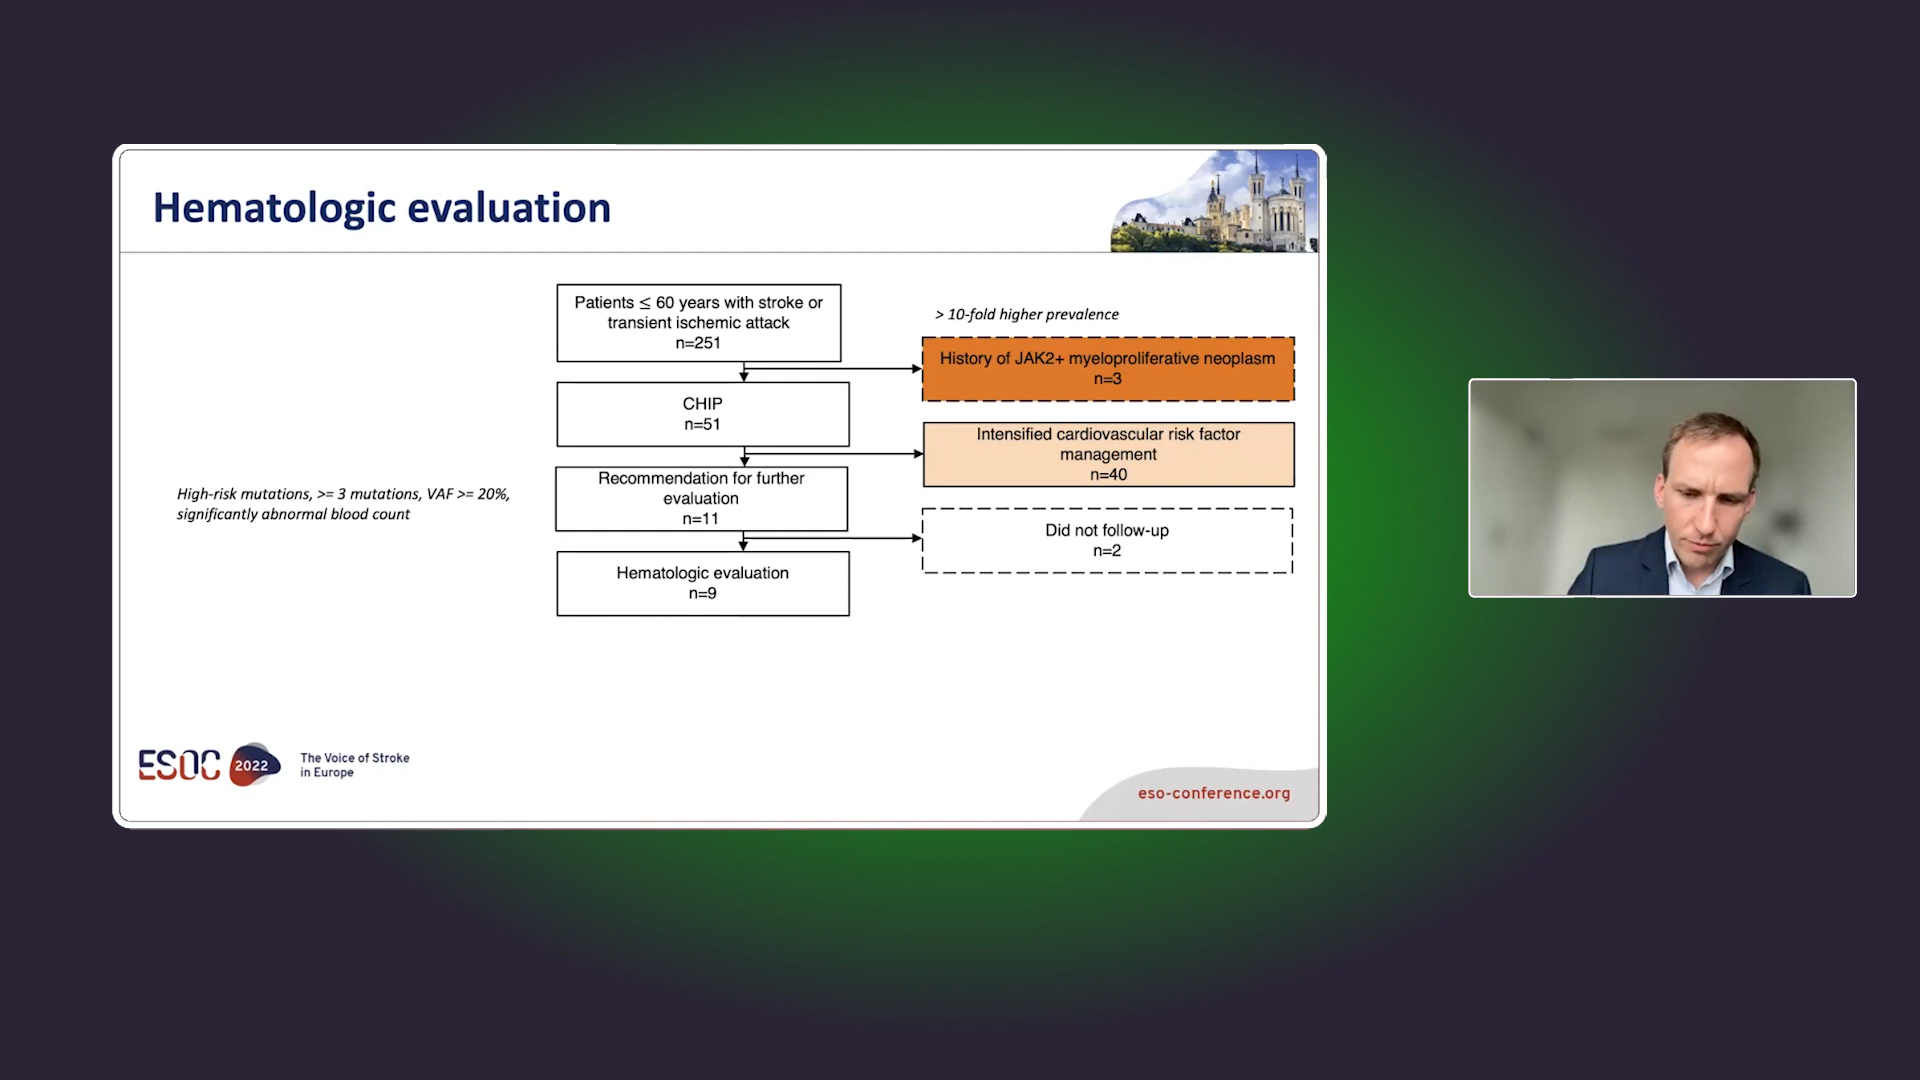 Hematologic evaluation
Patients ≤ 60 years with stroke or
transient ischemic attack
n=251
> 10-fold higher prevalence
History of JAK2+ myeloproliferative neoplasm
n=3
CHIP
n=51
Intensified cardiovascular risk factor
management
n=40
High-risk mutations, >= 3 mutations, VAF >= 20%,
significantly abnormal blood count
Recommendation for further
evaluation
n=11
Did not follow-up
n=2
Hematologic evaluation
n=9
ESOC 2022
The Voice of Stroke
in Europe
eso-conference.org